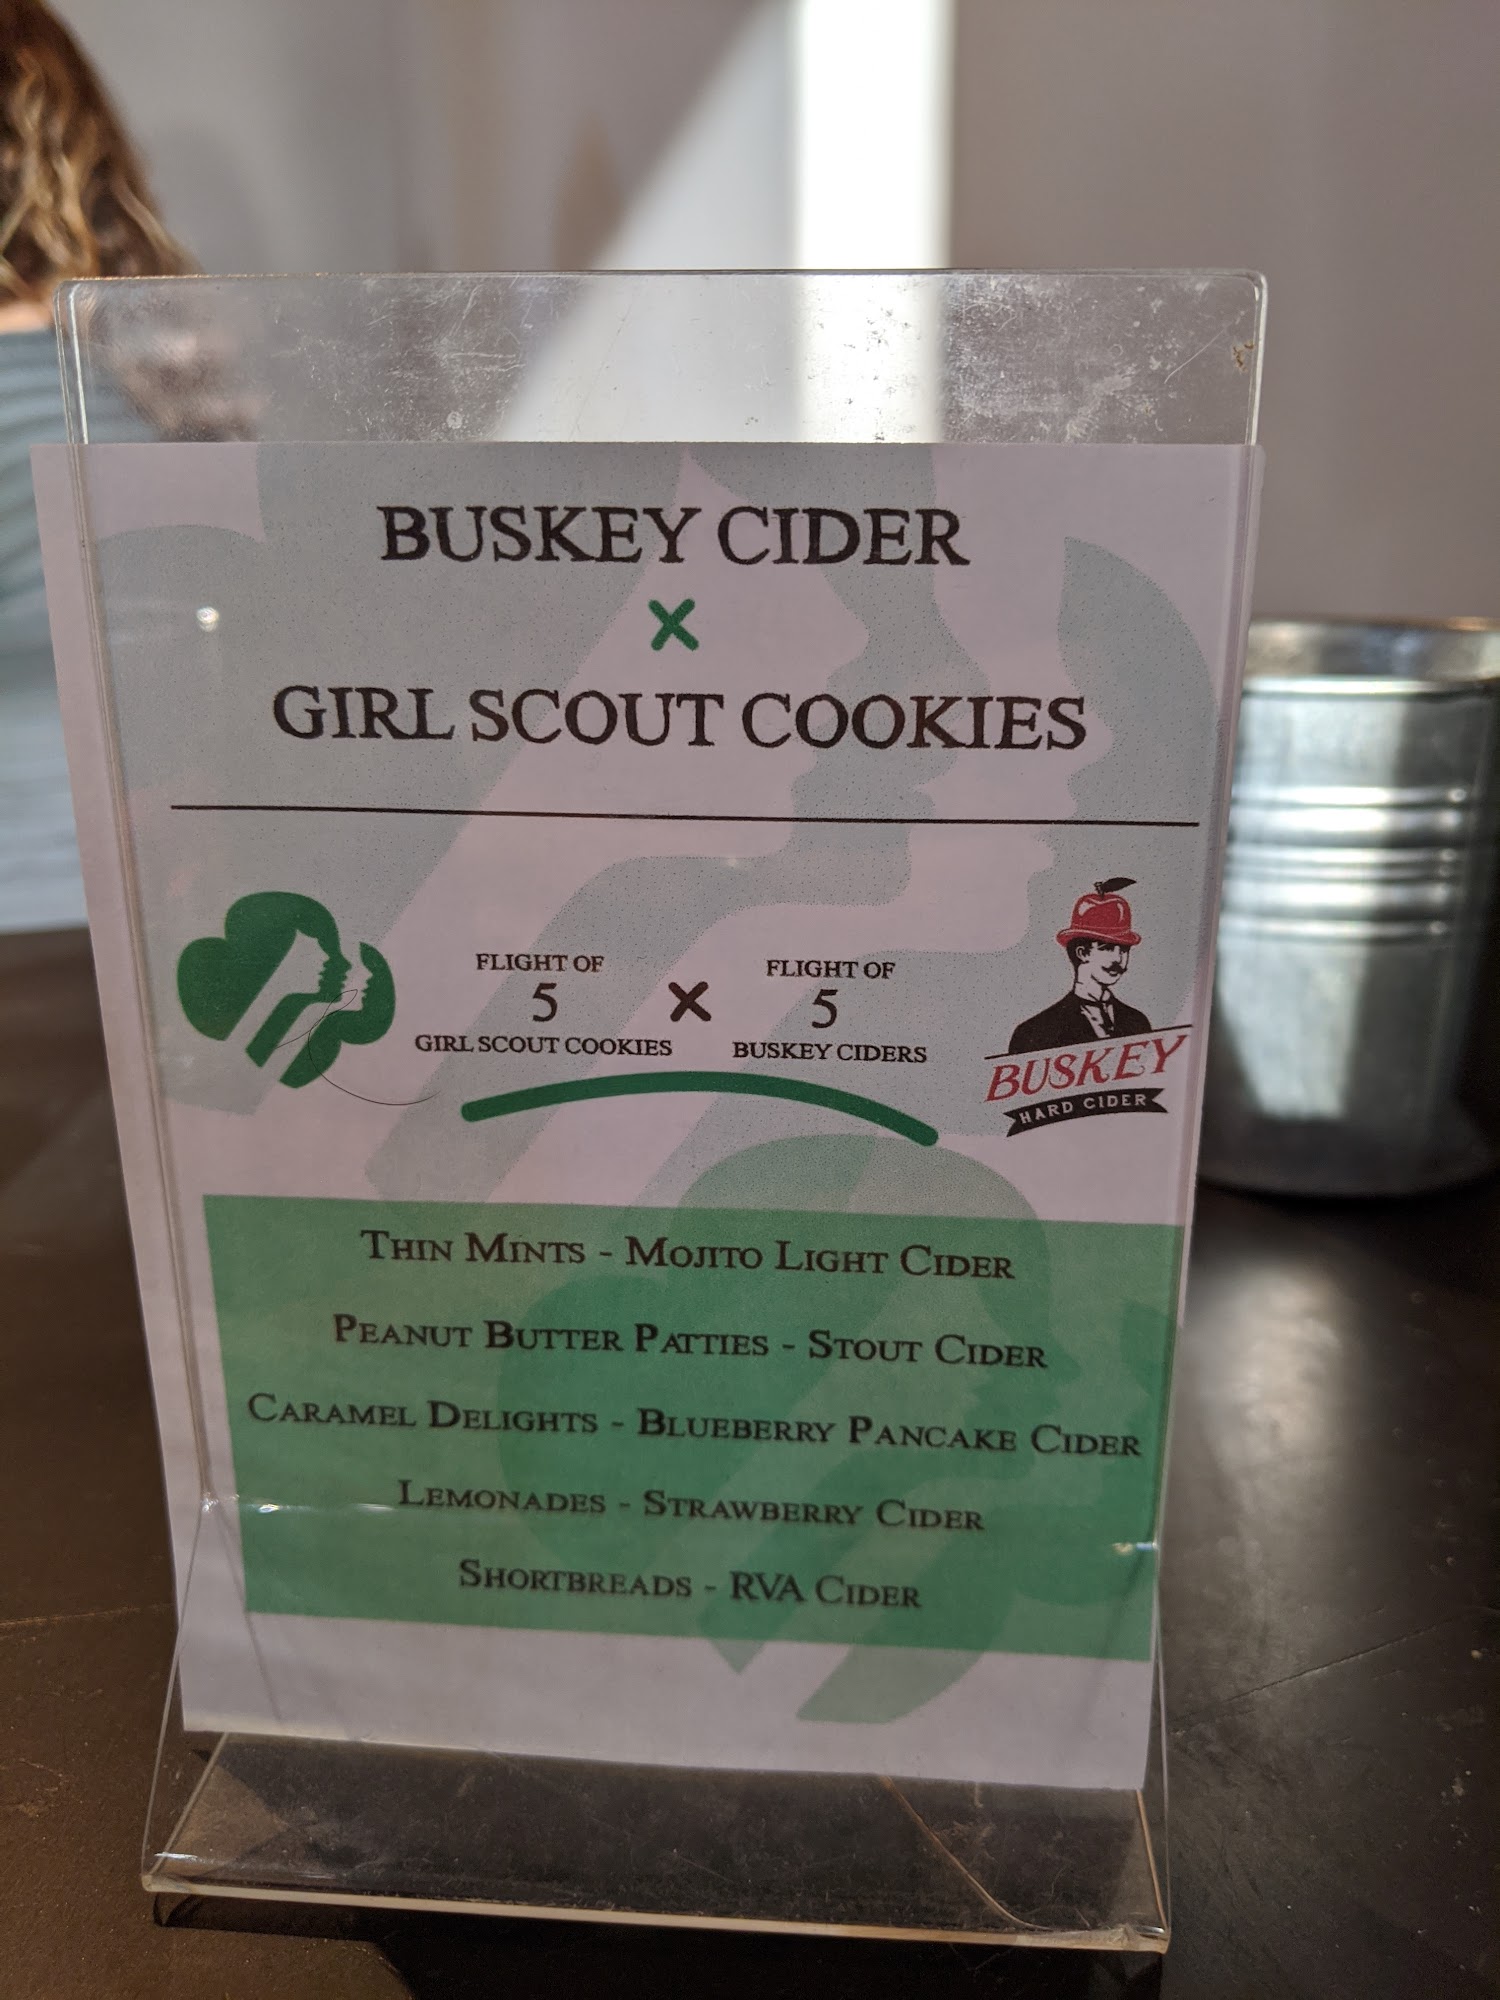 BUSKEY CIDER
X
GIRL SCOUT COOKIES
FLIGHT OF
5
GIRL SCOUT COOKIES
X
FLIGHT OF
5
BUSKEY CIDERS
BUSKEY
HARD CIDER
THIN MINTS - MOJITO LIGHT CIDER
PEANUT BUTTER PATTIES - STOUT CIDER
CARAMEL DELIGHTS - BLUEBERRY PANCAKE CIDER
LEMONADES - STRAWBERRY CIDER
SHORTBREADS - RVA CIDER